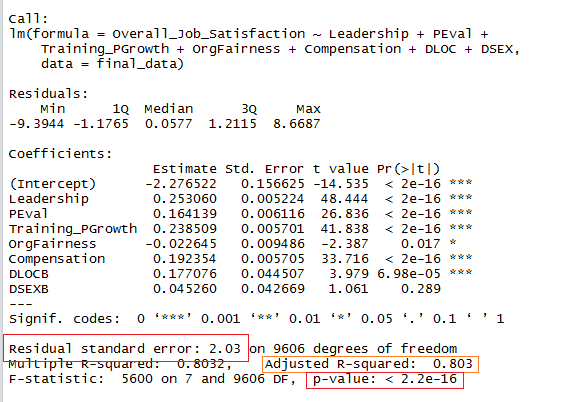 Call:
lm(formula = Overall_Job_Satisfaction ~ Leadership + PEval +
    Training_PGrowth + OrgFairness + Compensation + DLOC + DSEX,
    data = final_data)
Residuals:
    Min      1Q  Median      3Q     Max
-9.3944 -1.1765  0.0577  1.2115  8.6687
Coefficients:
                  Estimate Std. Error t value Pr(>|t|)
(Intercept)      -2.276522   0.156625 -14.535  < 2e-16 ***
Leadership        0.253060   0.005224  48.444  < 2e-16 ***
PEval             0.164139   0.006116  26.836  < 2e-16 ***
Training_PGrowth  0.238509   0.005701  41.838  < 2e-16 ***
OrgFairness      -0.022645   0.009486  -2.387    0.017 *
Compensation      0.192354   0.005705  33.716  < 2e-16 ***
DLOCB             0.177076   0.044507   3.979 6.98e-05 ***
DSEXB             0.045260   0.042669   1.061    0.289
---
Signif. codes:  0 ‘***’ 0.001 ‘**’ 0.01 ‘*’ 0.05 ‘.’ 0.1 ‘ ’ 1
Residual standard error: 2.03 on 9606 degrees of freedom
Multiple R-squared:  0.8032,    Adjusted R-squared:  0.803
F-statistic:  5600 on 7 and 9606 DF,  p-value: < 2.2e-16